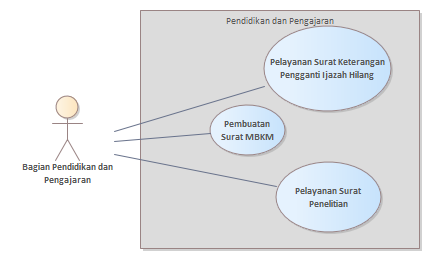 Pendidikan dan Pengajaran
Pelayanan Surat Keterangan
Pengganti Ijazah Hilang
Pembuatan
Surat MBKM
Bagian Pendidikan dan
Pengajaran
Pelayanan Surat
Penelitian